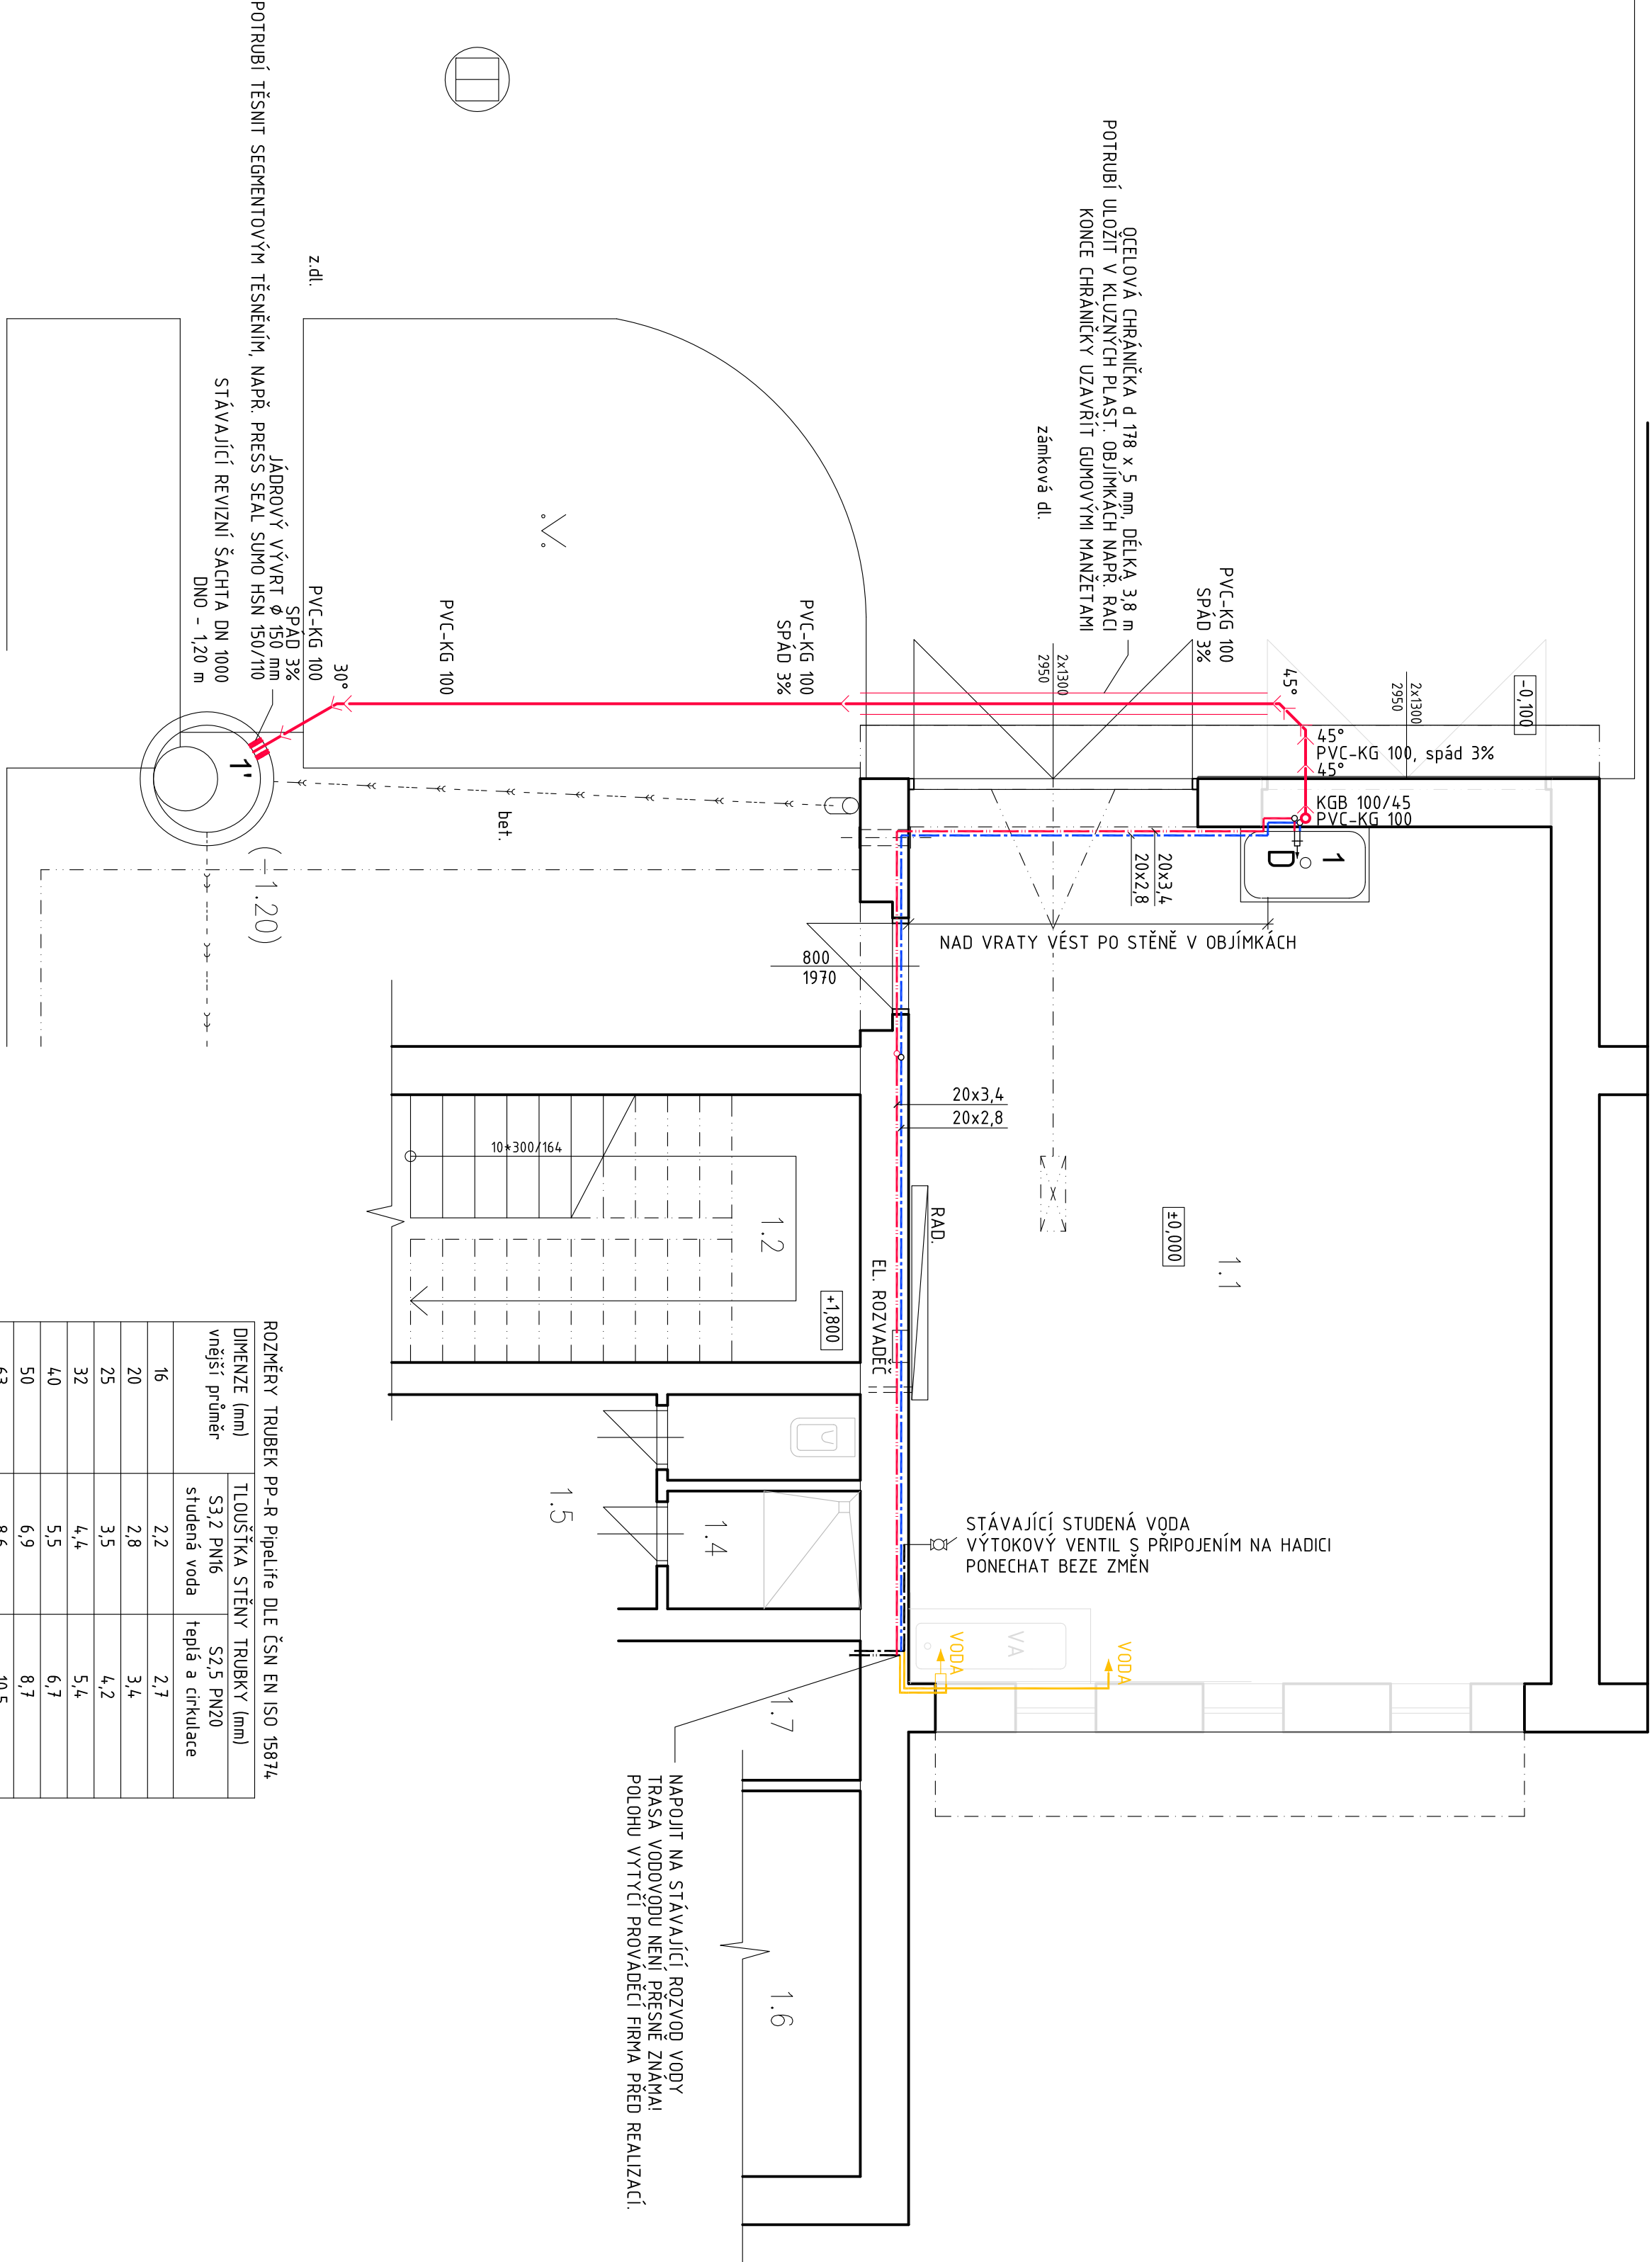 -0,100
2x1300
2950
45°
PVC-KG 100, spád 3%
45°
KGB 100/45
PVC-KG 100
45°
PVC-KG 100
SPÁD 3%
2x1300
2950
OCELOVÁ CHRÁNIČKA d 178 x 5 mm, DÉLKA 3,8 m
POTRUBÍ ULOŽIT V KLUZNÝCH PLAST. OBJÍMKÁCH NAPŘ. RACI
KONCE CHRÁNIČKY UZAVŘÍT GUMOVÝMI MANŽETAMI
zámková dl.
1
D
20x3,4
20x2,8
NAD VRATY VÉST PO STĚNĚ V OBJÍMKÁCH
800
1970
20x3,4
20x2,8
±0,000
1.1
RAD.
EL. ROZVADĚČ
STÁVAJÍCÍ STUDENÁ VODA
VÝTOKOVÝ VENTIL S PŘIPOJENÍM NA HADICI
PONECHAT BEZE ZMĚN
VODA
VODA
VA
PVC-KG 100
SPÁD 3%
PVC-KG 100
30°
PVC-KG 100
SPÁD 3%
JÁDROVÝ VÝVRT Ø 150 mm
POTRUBÍ TĚSNIT SEGMENTOVÝM TĚSNĚNÍM, NAPŘ. PRESS SEAL SUMO HSN 150/110
STÁVAJÍCÍ REVIZNÍ ŠACHTA DN 1000
DNO - 1,20 m
z.dl.
1'
bet.
(-1.20)
10*300/164
1.2
+1,800
1.5
1.4
1.7
1.6
NAPOJIT NA STÁVAJÍCÍ ROZVOD VODY
TRASA VODOVODU NENÍ PŘESNĚ ZNÁMA!
POLOHU VYTYČÍ PROVÁDĚCÍ FIRMA PŘED REALIZACÍ.
ROZMĚRY TRUBEK PP-R Pipelife DLE ČSN EN ISO 15874
DIMENZE (mm) TLOUŠŤKA STĚNY TRUBKY (mm)
vnější průměr S3,2 PN16 S2,5 PN20
studená voda teplá a cirkulace
16 2,2 2,7
20 2,8 3,4
25 3,5 4,2
32 4,4 5,4
40 5,5 6,7
50 6,9 8,7
63 8,6 10,5